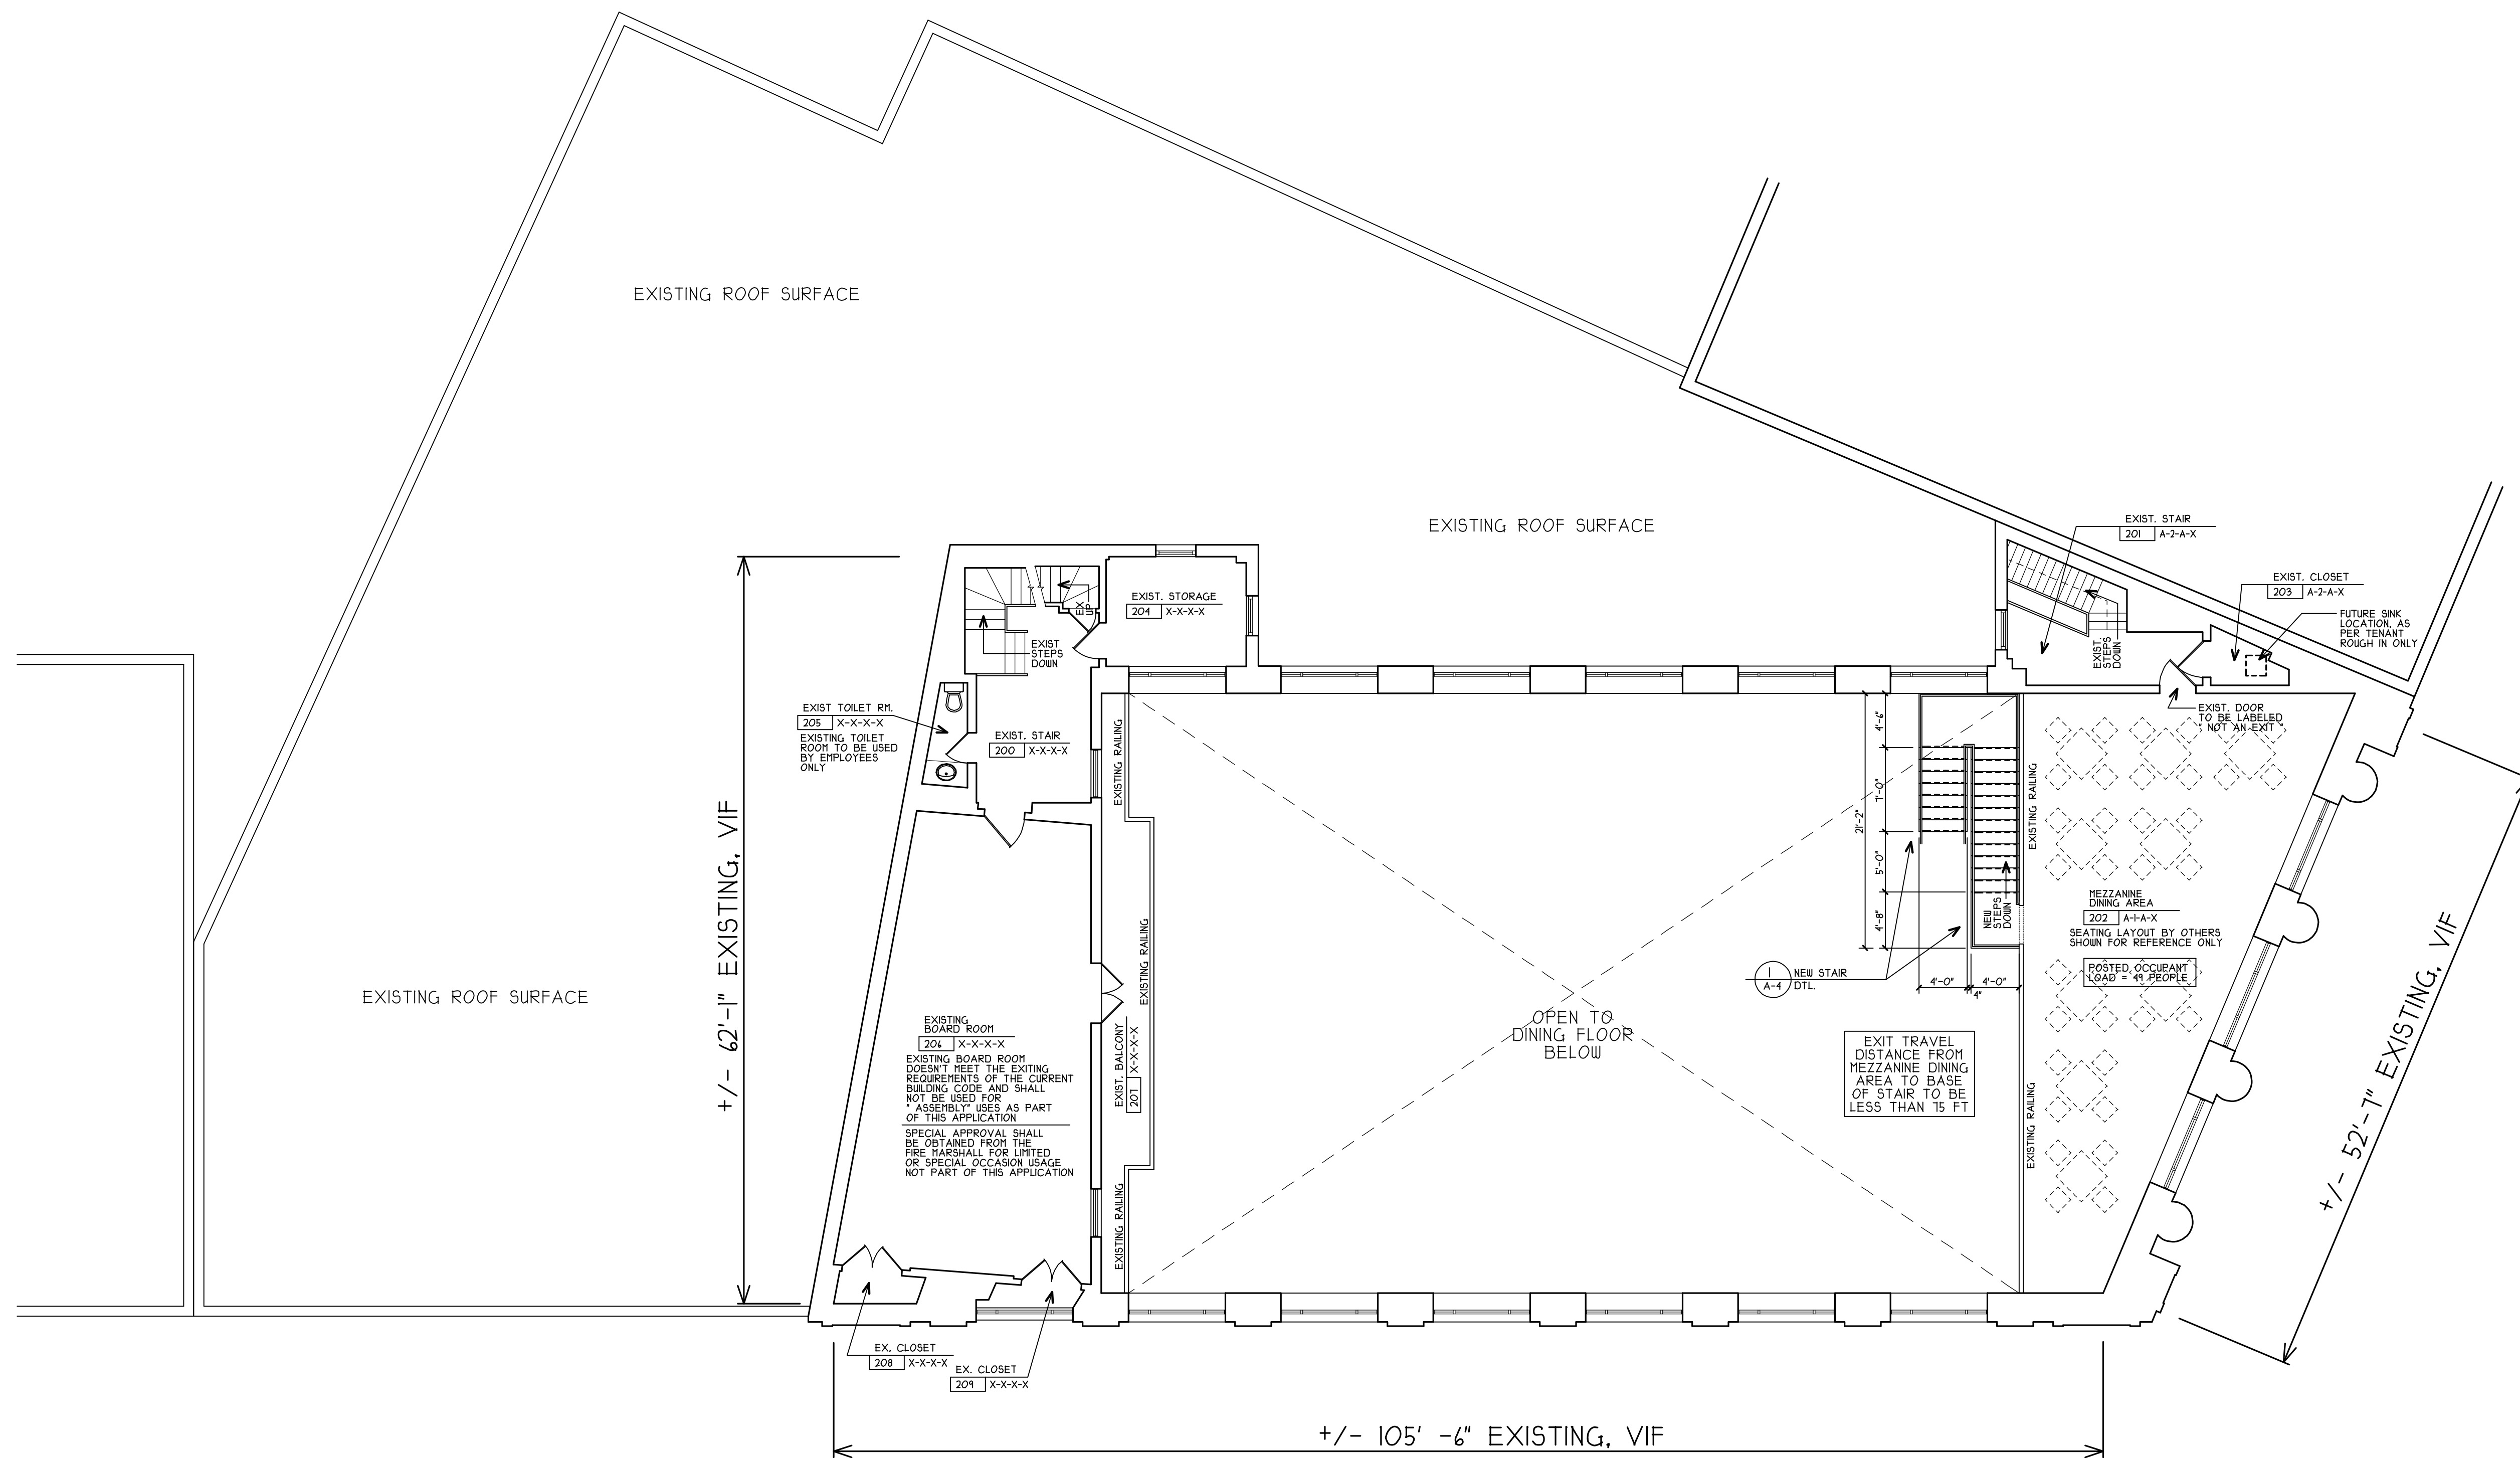 EXISTING ROOF SURFACE
EXISTING ROOF SURFACE
EXISTING ROOF SURFACE
EXIST. STAIR
201 A-2-A-X
EXIST. CLOSET
203 A-2-A-X
FUTURE SINK
LOCATION, AS
PER TENANT
ROUGH IN ONLY
EXIST.
STEPS
DOWN
EXIST. DOOR
TO BE LABELED
" NOT AN EXIT "
EX.
UP
EXIST. STORAGE
204 X-X-X-X
EXIST
STEPS
DOWN
EXIST TOILET RM.
205 X-X-X-X
EXISTING TOILET
ROOM TO BE USED
BY EMPLOYEES
ONLY
EXIST. STAIR
200 X-X-X-X
EXISTING RAILING
EXISTING RAILING
EXISTING RAILING
EXIST. BALCONY
207 X-X-X-X
+/- 62'-1" EXISTING, VIF
EXISTING
BOARD ROOM
206 X-X-X-X
EXISTING BOARD ROOM
DOESN'T MEET THE EXITING
REQUIREMENTS OF THE CURRENT
BUILDING CODE AND SHALL
NOT BE USED FOR
" ASSEMBLY" USES AS PART
OF THIS APPLICATION
SPECIAL APPROVAL SHALL
BE OBTAINED FROM THE
FIRE MARSHALL FOR LIMITED
OR SPECIAL OCCASION USAGE
NOT PART OF THIS APPLICATION
EX. CLOSET
208 X-X-X-X
EX. CLOSET
209 X-X-X-X
OPEN TO
DINING FLOOR
BELOW
21'-2"
4'-6"
7'-0"
5'-0"
4'-8"
4'-0"
4"
4'-0"
NEW
STEPS
DOWN
1
A-4
NEW STAIR
DTL.
EXIT TRAVEL
DISTANCE FROM
MEZZANINE DINING
AREA TO BASE
OF STAIR TO BE
LESS THAN 75 FT
EXISTING RAILING
EXISTING RAILING
MEZZANINE
DINING AREA
202 A-1-A-X
SEATING LAYOUT BY OTHERS
SHOWN FOR REFERENCE ONLY
POSTED OCCUPANT
LOAD = 49 PEOPLE
+/- 52'-7" EXISTING, VIF
+/- 105' -6" EXISTING, VIF